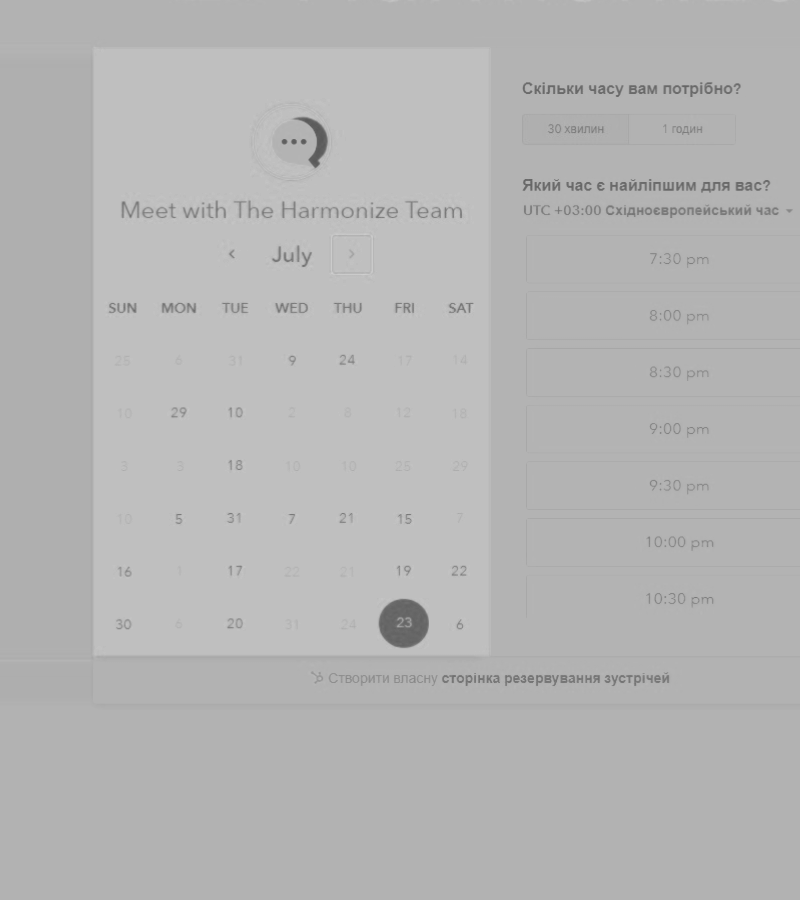 Meet with The Harmonize Team
July
SUN MON TUE WED THU FRI SAT
25 6 31 9 24 17 14
10 29 10 2 8 12 18
3 3 18 10 10 25 29
10 5 31 7 21 15 7
16 1 17 22 21 19 22
30 6 20 31 24 23 6
Скільки часу вам потрібно?
30 хвилин 1 годин
Який час є найліпшим для вас?
UTC +03:00 Східноєвропейський час
7:30 pm
8:00 pm
8:30 pm
9:00 pm
9:30 pm
10:00 pm
10:30 pm
Створити власну сторінка резервування зустрічей